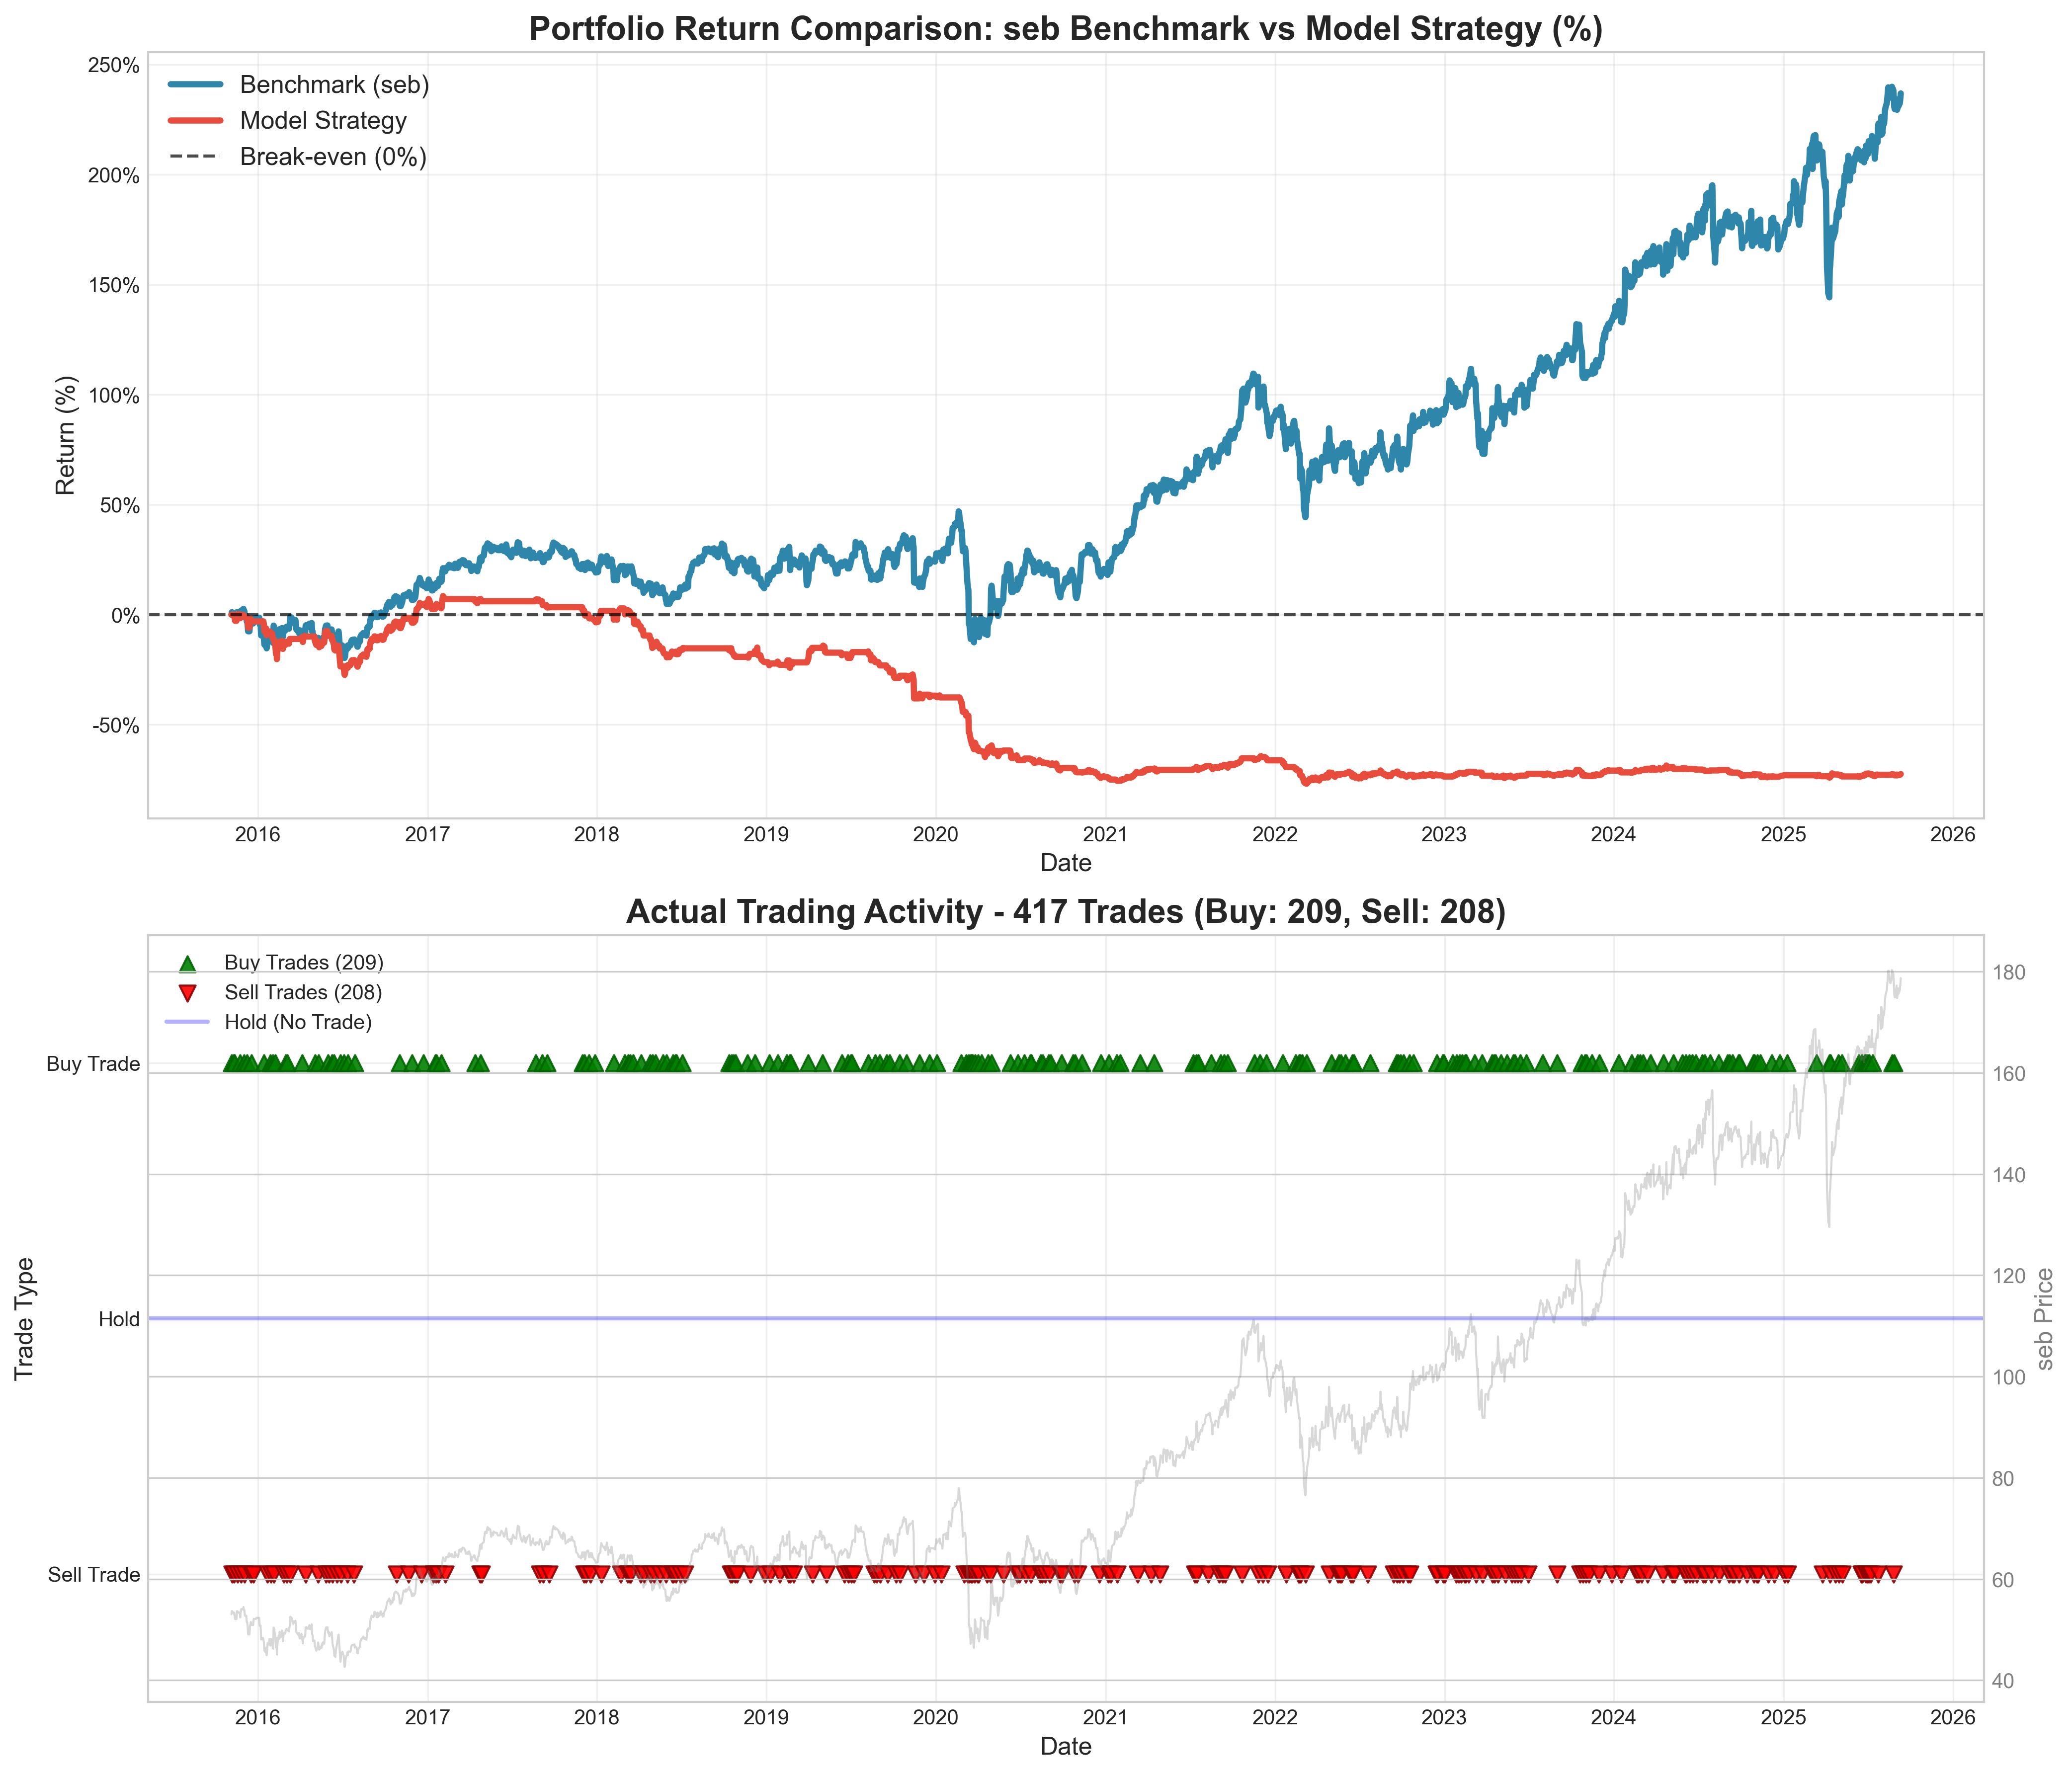 Portfolio Return Comparison: seb Benchmark vs Model Strategy (%)
Benchmark (seb)
Model Strategy
Break-even (0%)
Return (%)
250%
200%
150%
100%
50%
0%
-50%
2016 2017 2018 2019 2020 2021 2022 2023 2024 2025 2026
Date
Actual Trading Activity - 417 Trades (Buy: 209, Sell: 208)
Buy Trades (209)
Sell Trades (208)
Hold (No Trade)
Trade Type
Buy Trade
Hold
Sell Trade
180
160
140
120
100
80
60
40
seb Price
2016 2017 2018 2019 2020 2021 2022 2023 2024 2025 2026
Date